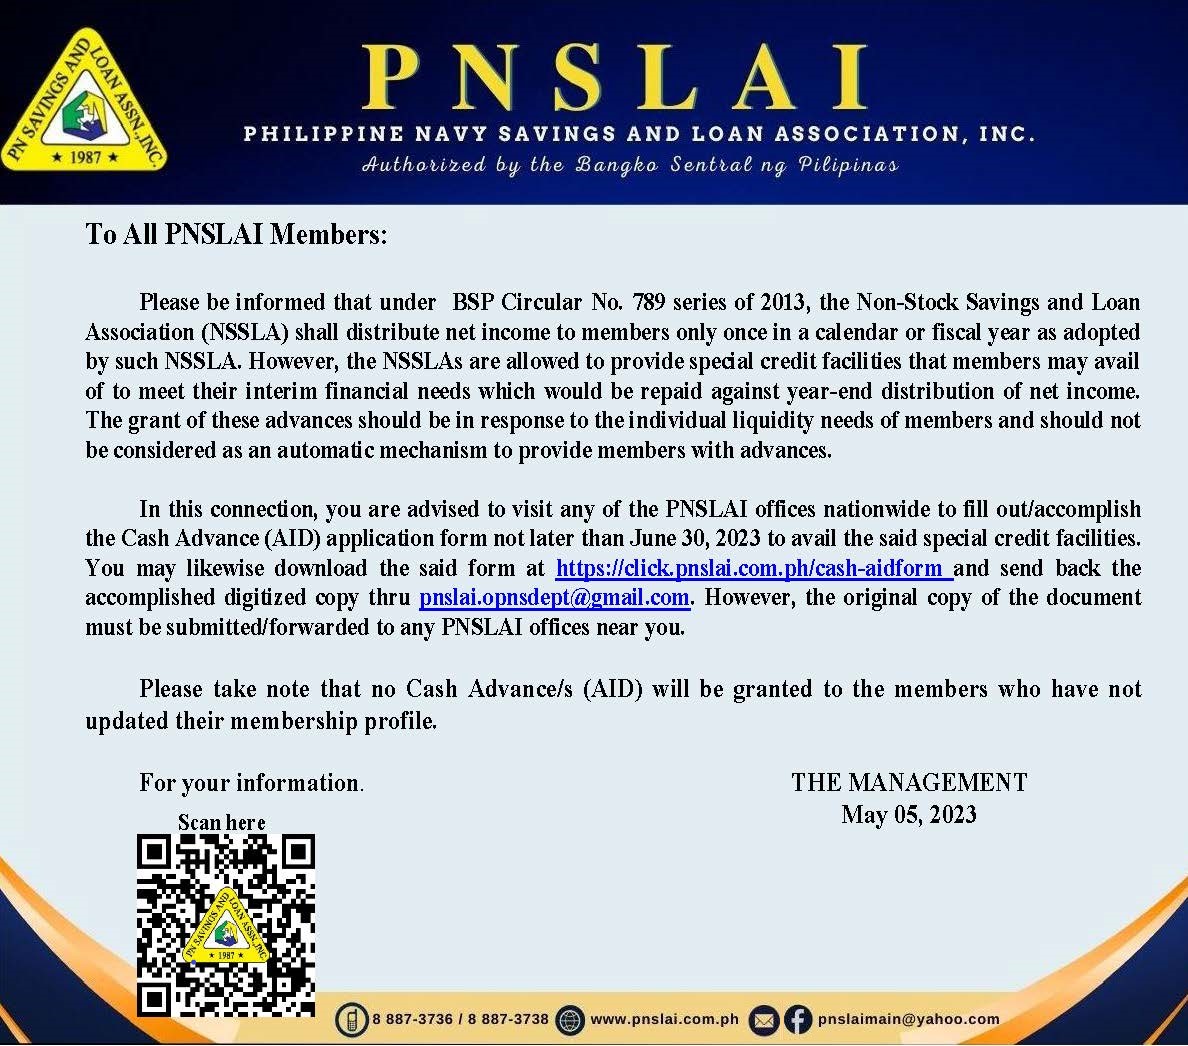 PN SAVINGS AND LOAN ASSN., INC.
★ 1987 ★
PNSLAI
PHILIPPINE NAVY SAVINGS AND LOAN ASSOCIATION, INC.
Authorized by the Bangko Sentral ng Pilipinas
To All PNSLAI Members:
Please be informed that under BSP Circular No. 789 series of 2013, the Non-Stock Savings and Loan
Association (NSSLA) shall distribute net income to members only once in a calendar or fiscal year as adopted
by such NSSLA. However, the NSSLAs are allowed to provide special credit facilities that members may avail
of to meet their interim financial needs which would be repaid against year-end distribution of net income.
The grant of these advances should be in response to the individual liquidity needs of members and should not
be considered as an automatic mechanism to provide members with advances.
In this connection, you are advised to visit any of the PNSLAI offices nationwide to fill out/accomplish
the Cash Advance (AID) application form not later than June 30, 2023 to avail the said special credit facilities.
You may likewise download the said form at https://click.pnslai.com.ph/cash-aidform and send back the
accomplished digitized copy thru pnslai.opnsdept@gmail.com. However, the original copy of the document
must be submitted/forwarded to any PNSLAI offices near you.
Please take note that no Cash Advance/s (AID) will be granted to the members who have not
updated their membership profile.
For your information.
THE MANAGEMENT
May 05, 2023
Scan here
PN SAVINGS AND LOAN ASSN., INC
★ 1987 ★
8 887-3736 / 8 887-3738 www.pnslai.com.ph pnslaimain@yahoo.com